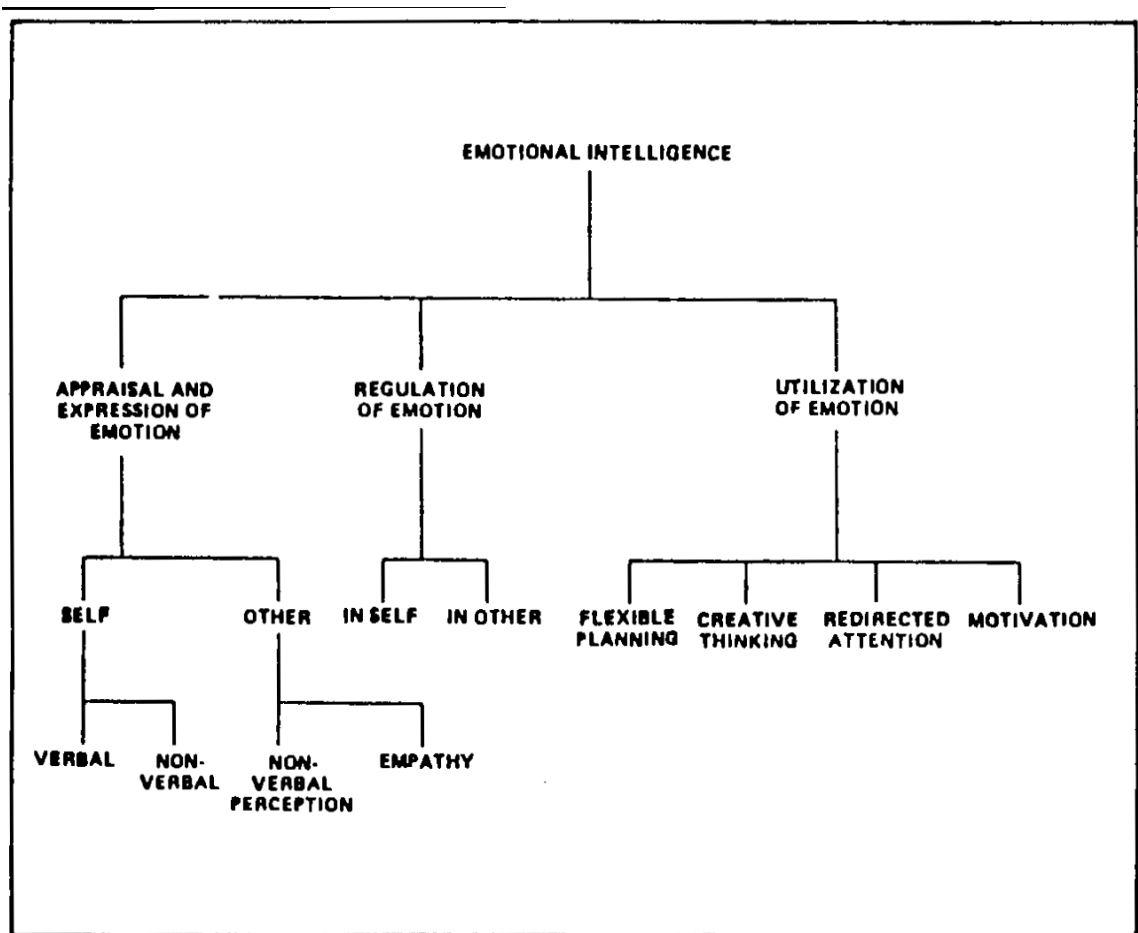 EMOTIONAL INTELLIGENCE
APPRAISAL AND
EXPRESSION OF
EMOTION
REGULATION
OF EMOTION
UTILIZATION
OF EMOTION
SELF
OTHER
IN SELF
IN OTHER
FLEXIBLE
PLANNING
CREATIVE
THINKING
REDIRECTED
ATTENTION
MOTIVATION
VERBAL
NON-
VERBAL
NON-
VERBAL
PERCEPTION
EMPATHY